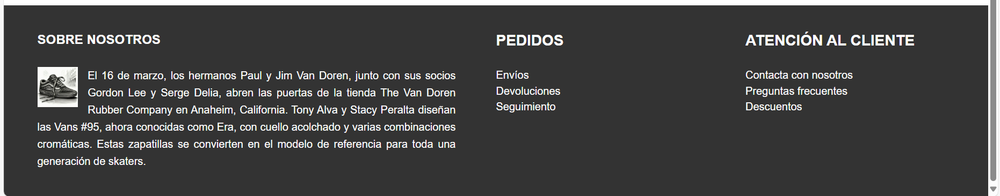 SOBRE NOSOTROS
El 16 de marzo, los hermanos Paul y Jim Van Doren, junto con sus socios
Gordon Lee y Serge Delia, abren las puertas de la tienda The Van Doren
Rubber Company en Anaheim, California. Tony Alva y Stacy Peralta diseñan
las Vans #95, ahora conocidas como Era, con cuello acolchado y varias combinaciones
cromáticas. Estas zapatillas se convierten en el modelo de referencia para toda una
generación de skaters.
PEDIDOS
Envíos
Devoluciones
Seguimiento
ATENCIÓN AL CLIENTE
Contacta con nosotros
Preguntas frecuentes
Descuentos